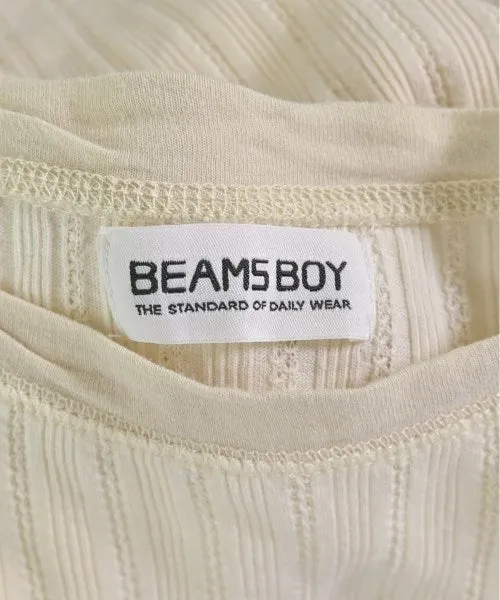 BEAMS BOY
THE STANDARD OF DAILY WEAR